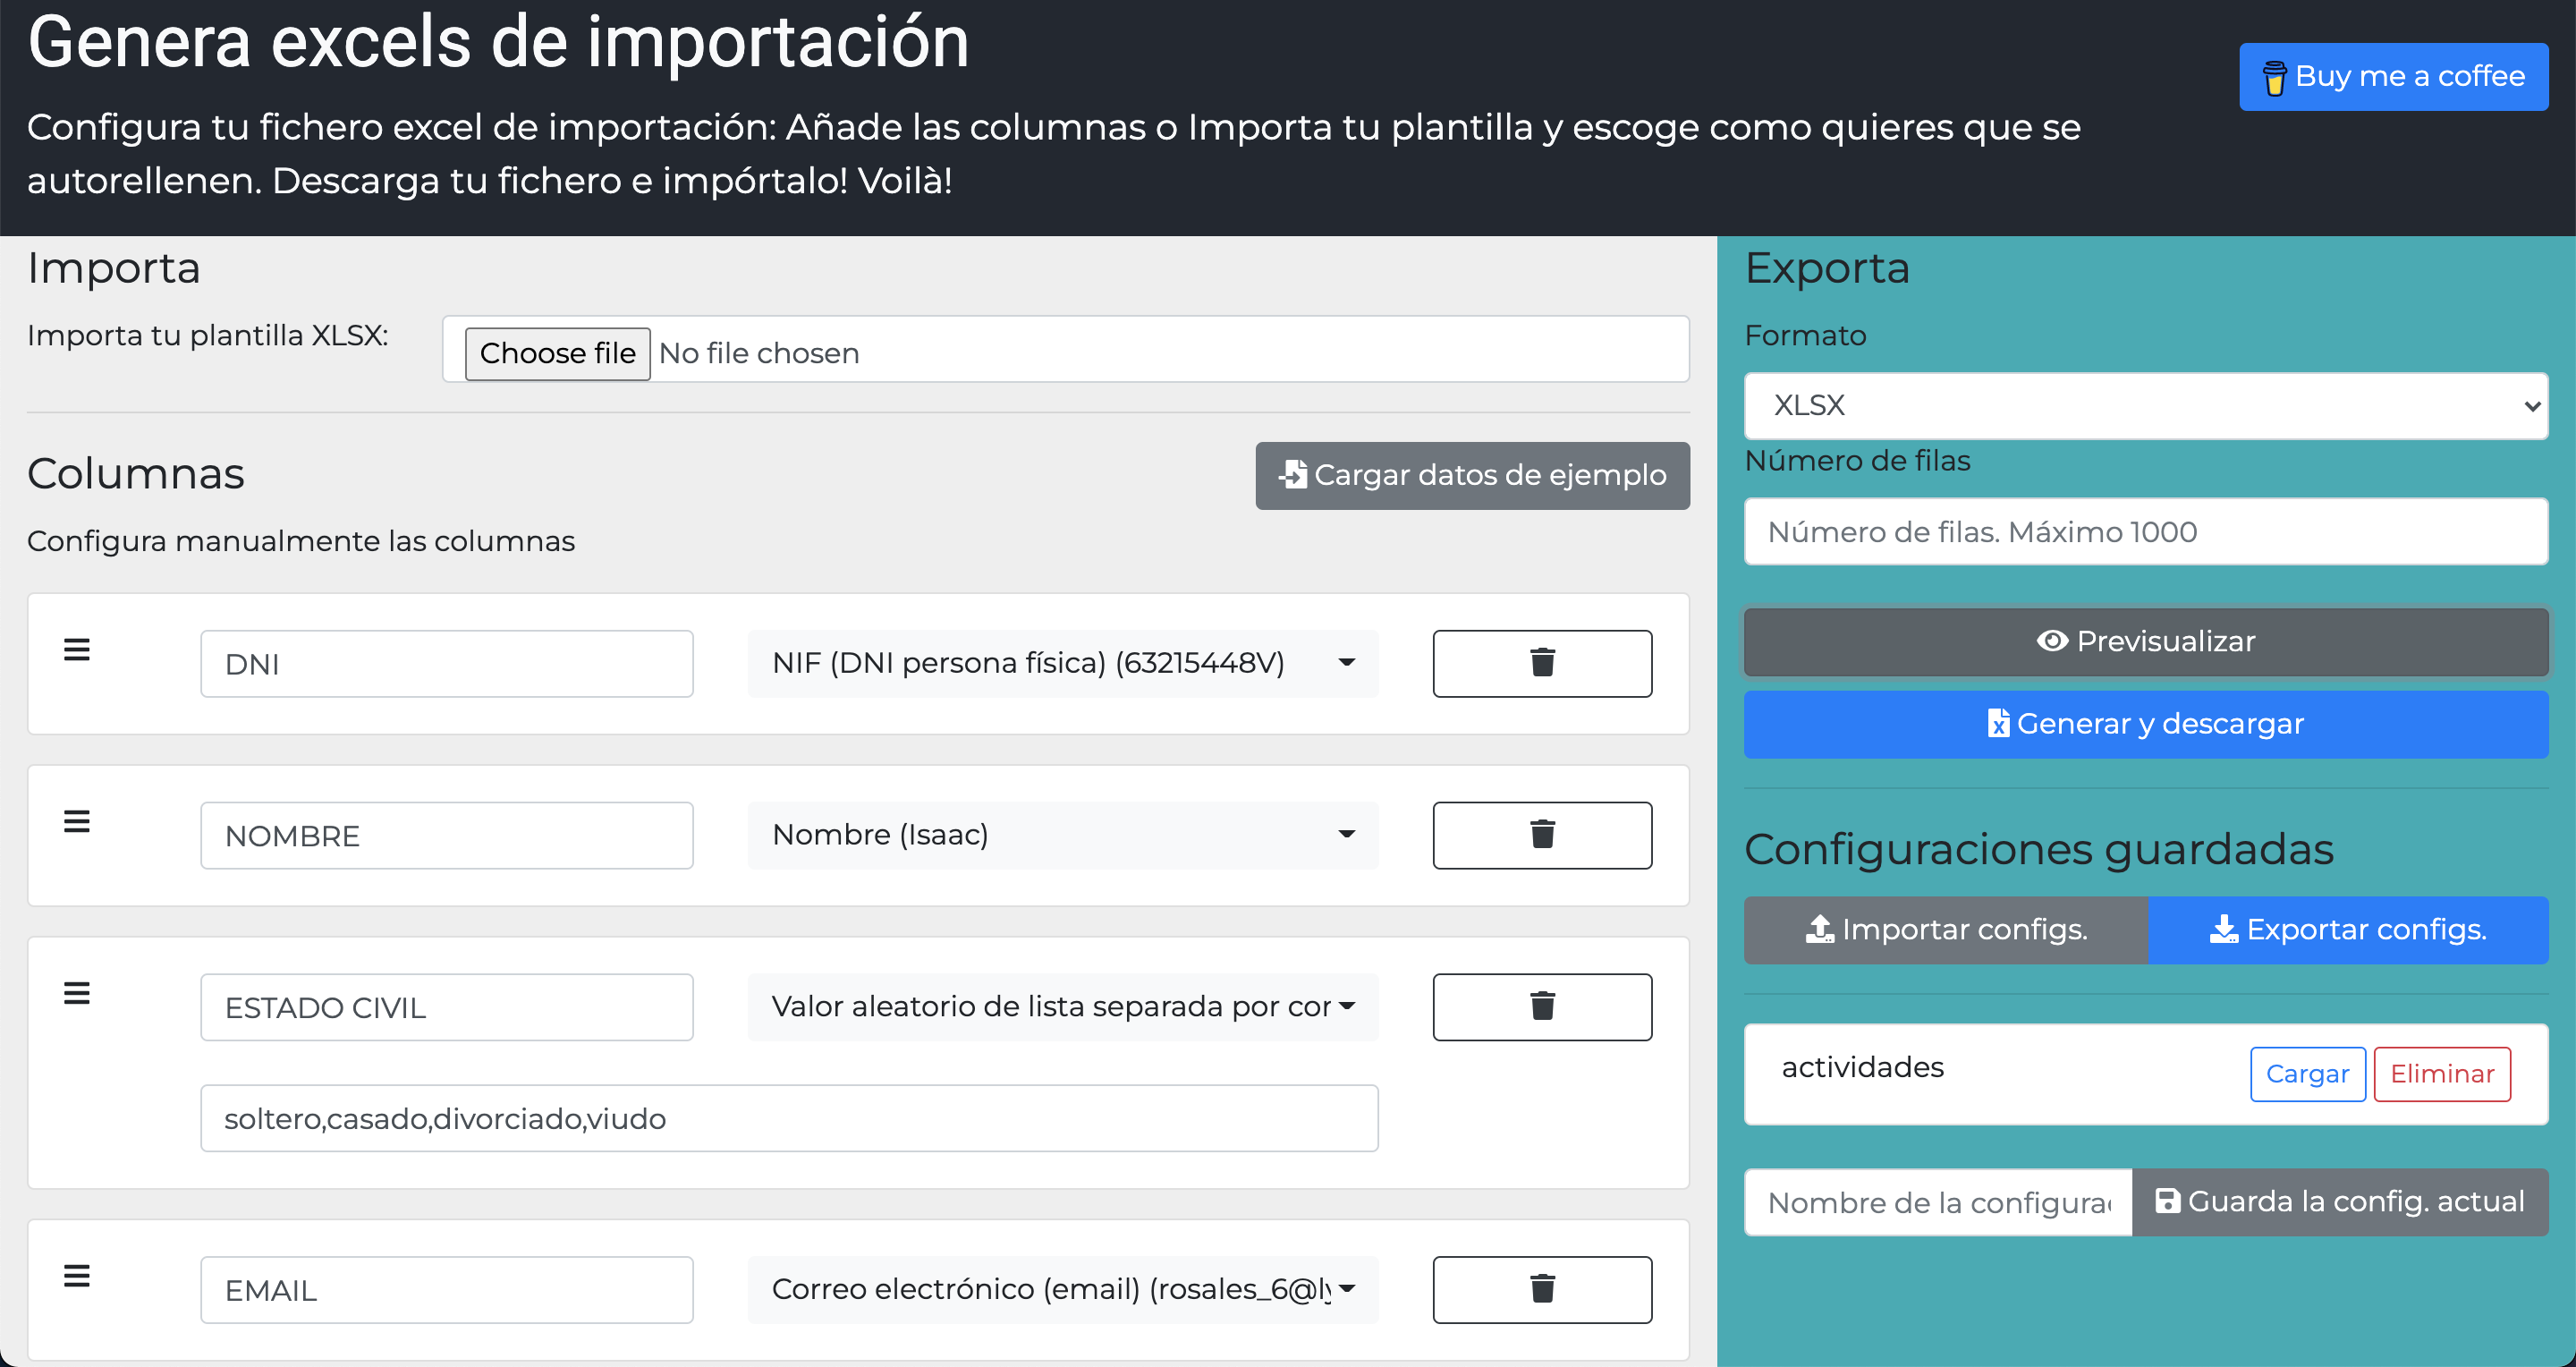 Genera excels de importación
Buy me a coffee
Configura tu fichero excel de importación: Añade las columnas o Importa tu plantilla y escoge como quieres que se
autorellenen. Descarga tu fichero e impórtalo! Voilà!
Importa
Importa tu plantilla XLSX:
Choose file No file chosen
Columnas
Cargar datos de ejemplo
Configura manualmente las columnas
DNI
NIF (DNI persona física) (63215448V)
NOMBRE
Nombre (Isaac)
ESTADO CIVIL
Valor aleatorio de lista separada por cor
soltero,casado,divorciado,viudo
EMAIL
Correo electrónico (email) (rosales_6@ly
Exporta
Formato
XLSX
Número de filas
Número de filas. Máximo 1000
Previsualizar
Generar y descargar
Configuraciones guardadas
Importar configs.
Exportar configs.
actividades
Cargar
Eliminar
Nombre de la configura
Guarda la config. actual